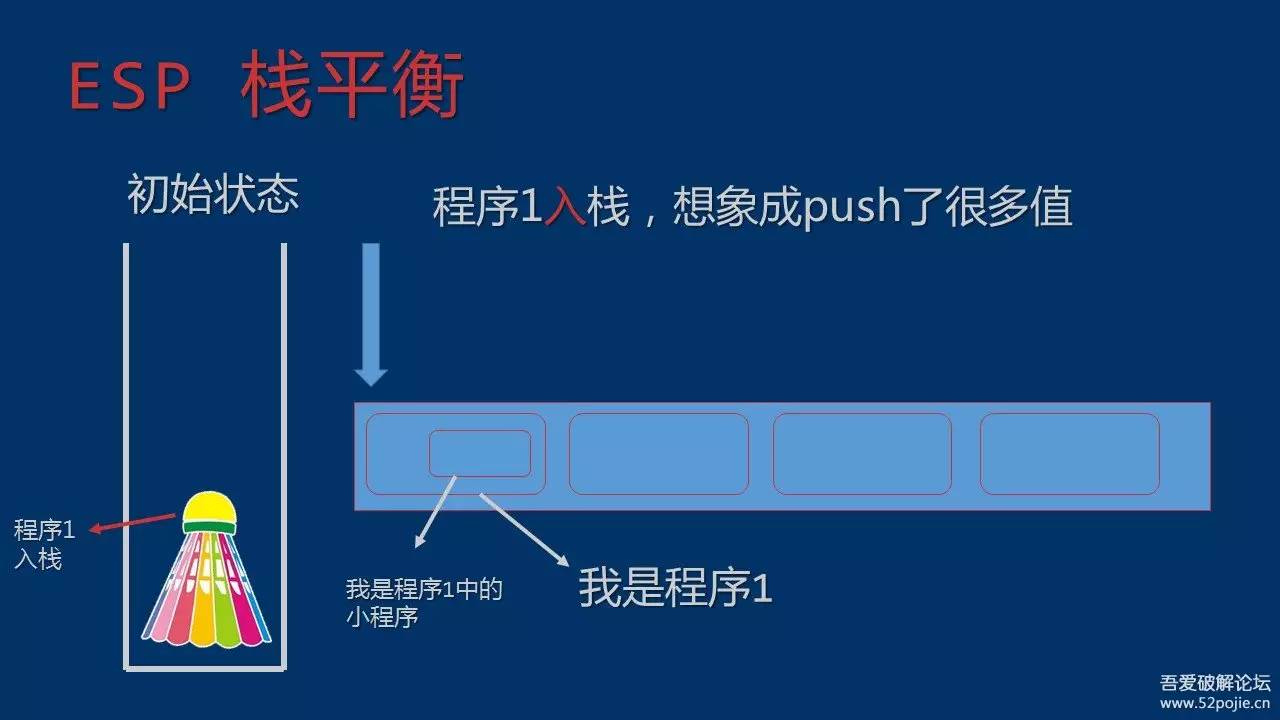 ESP 栈平衡
初始状态
程序1入栈，想象成push了很多值
程序1
入栈
我是程序1中的
小程序
我是程序1
吾爱破解论坛
www.52pojie.cn